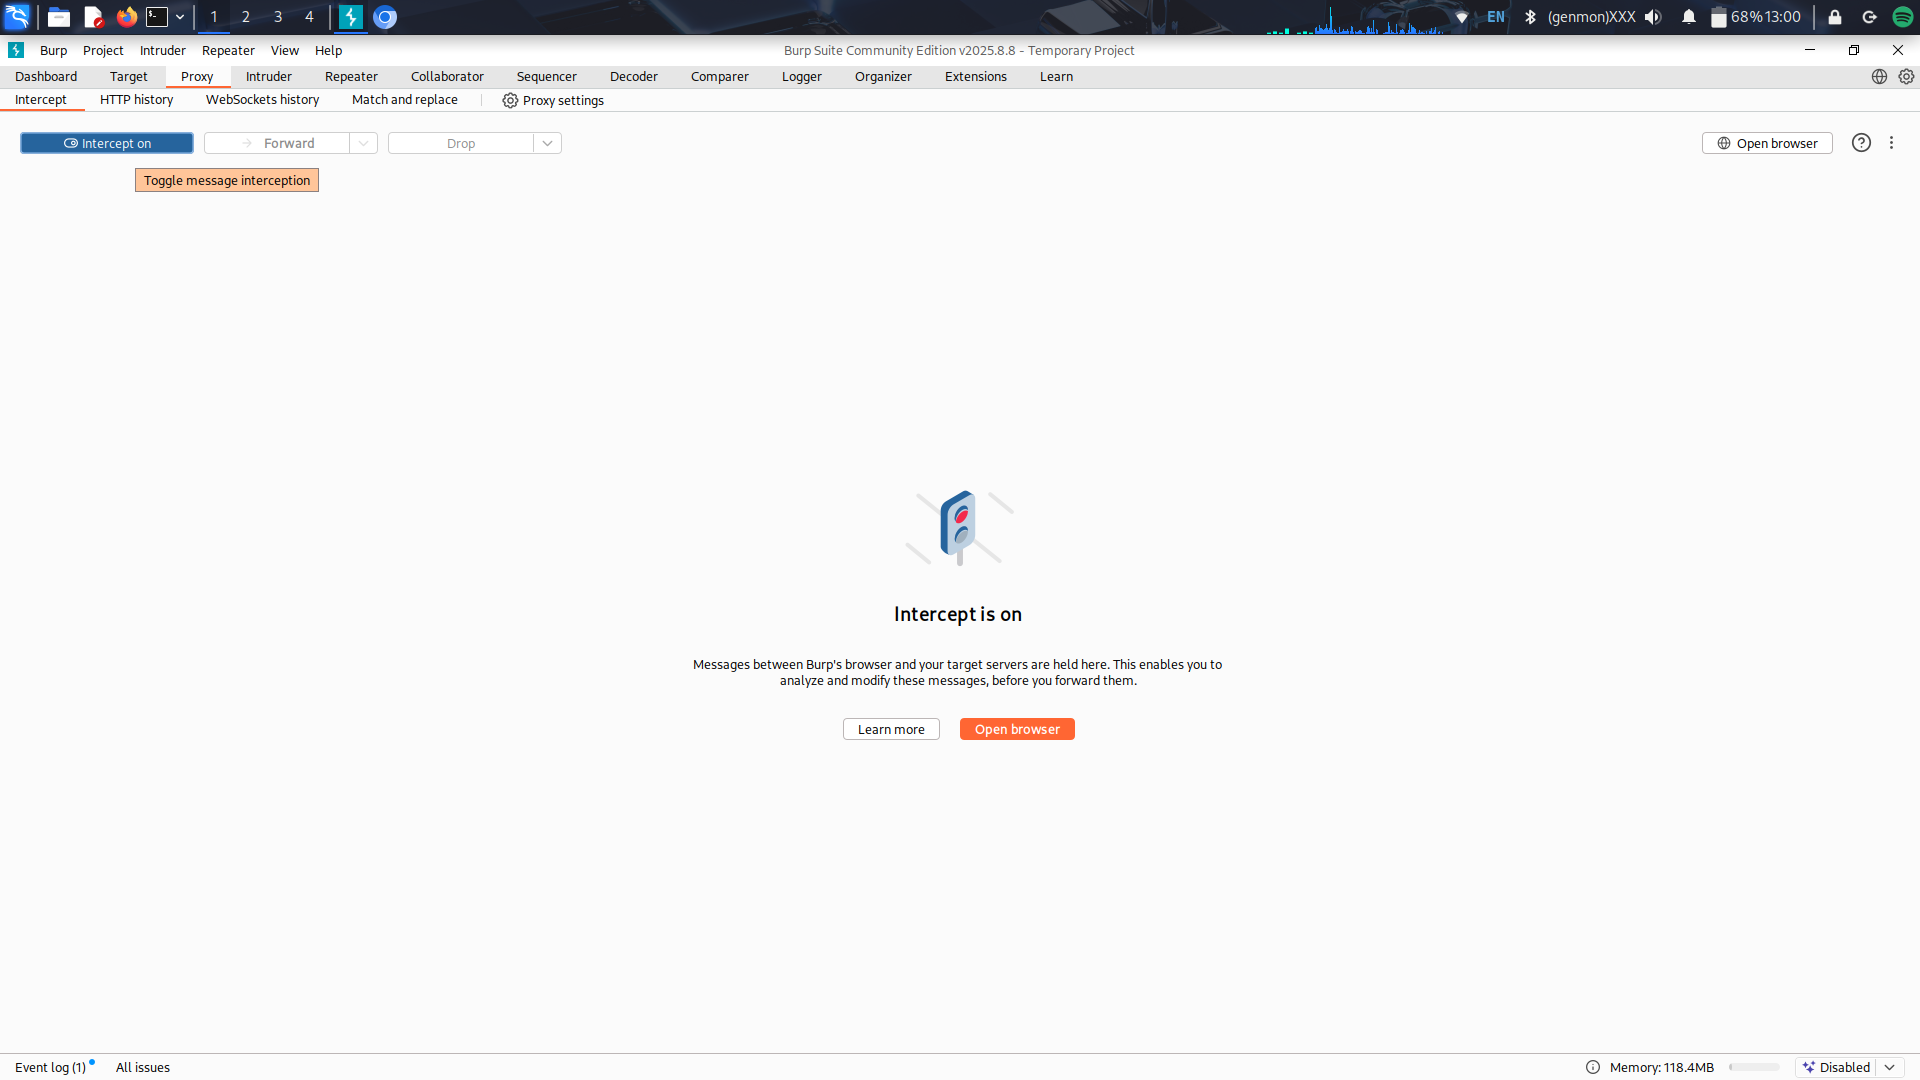 1 2 3 4 EN (genmon)XXX 68% 13:00
Burp Project Intruder Repeater View Help Burp Suite Community Edition v2025.8.8 - Temporary Project
Dashboard Target Proxy Intruder Repeater Collaborator Sequencer Decoder Comparer Logger Organizer Extensions Learn
Intercept HTTP history WebSockets history Match and replace Proxy settings
Intercept on Forward Drop Open browser
Toggle message interception
Intercept is on
Messages between Burp's browser and your target servers are held here. This enables you to
analyze and modify these messages, before you forward them.
Learn more Open browser
Event log (1) All issues Memory: 118.4MB Disabled